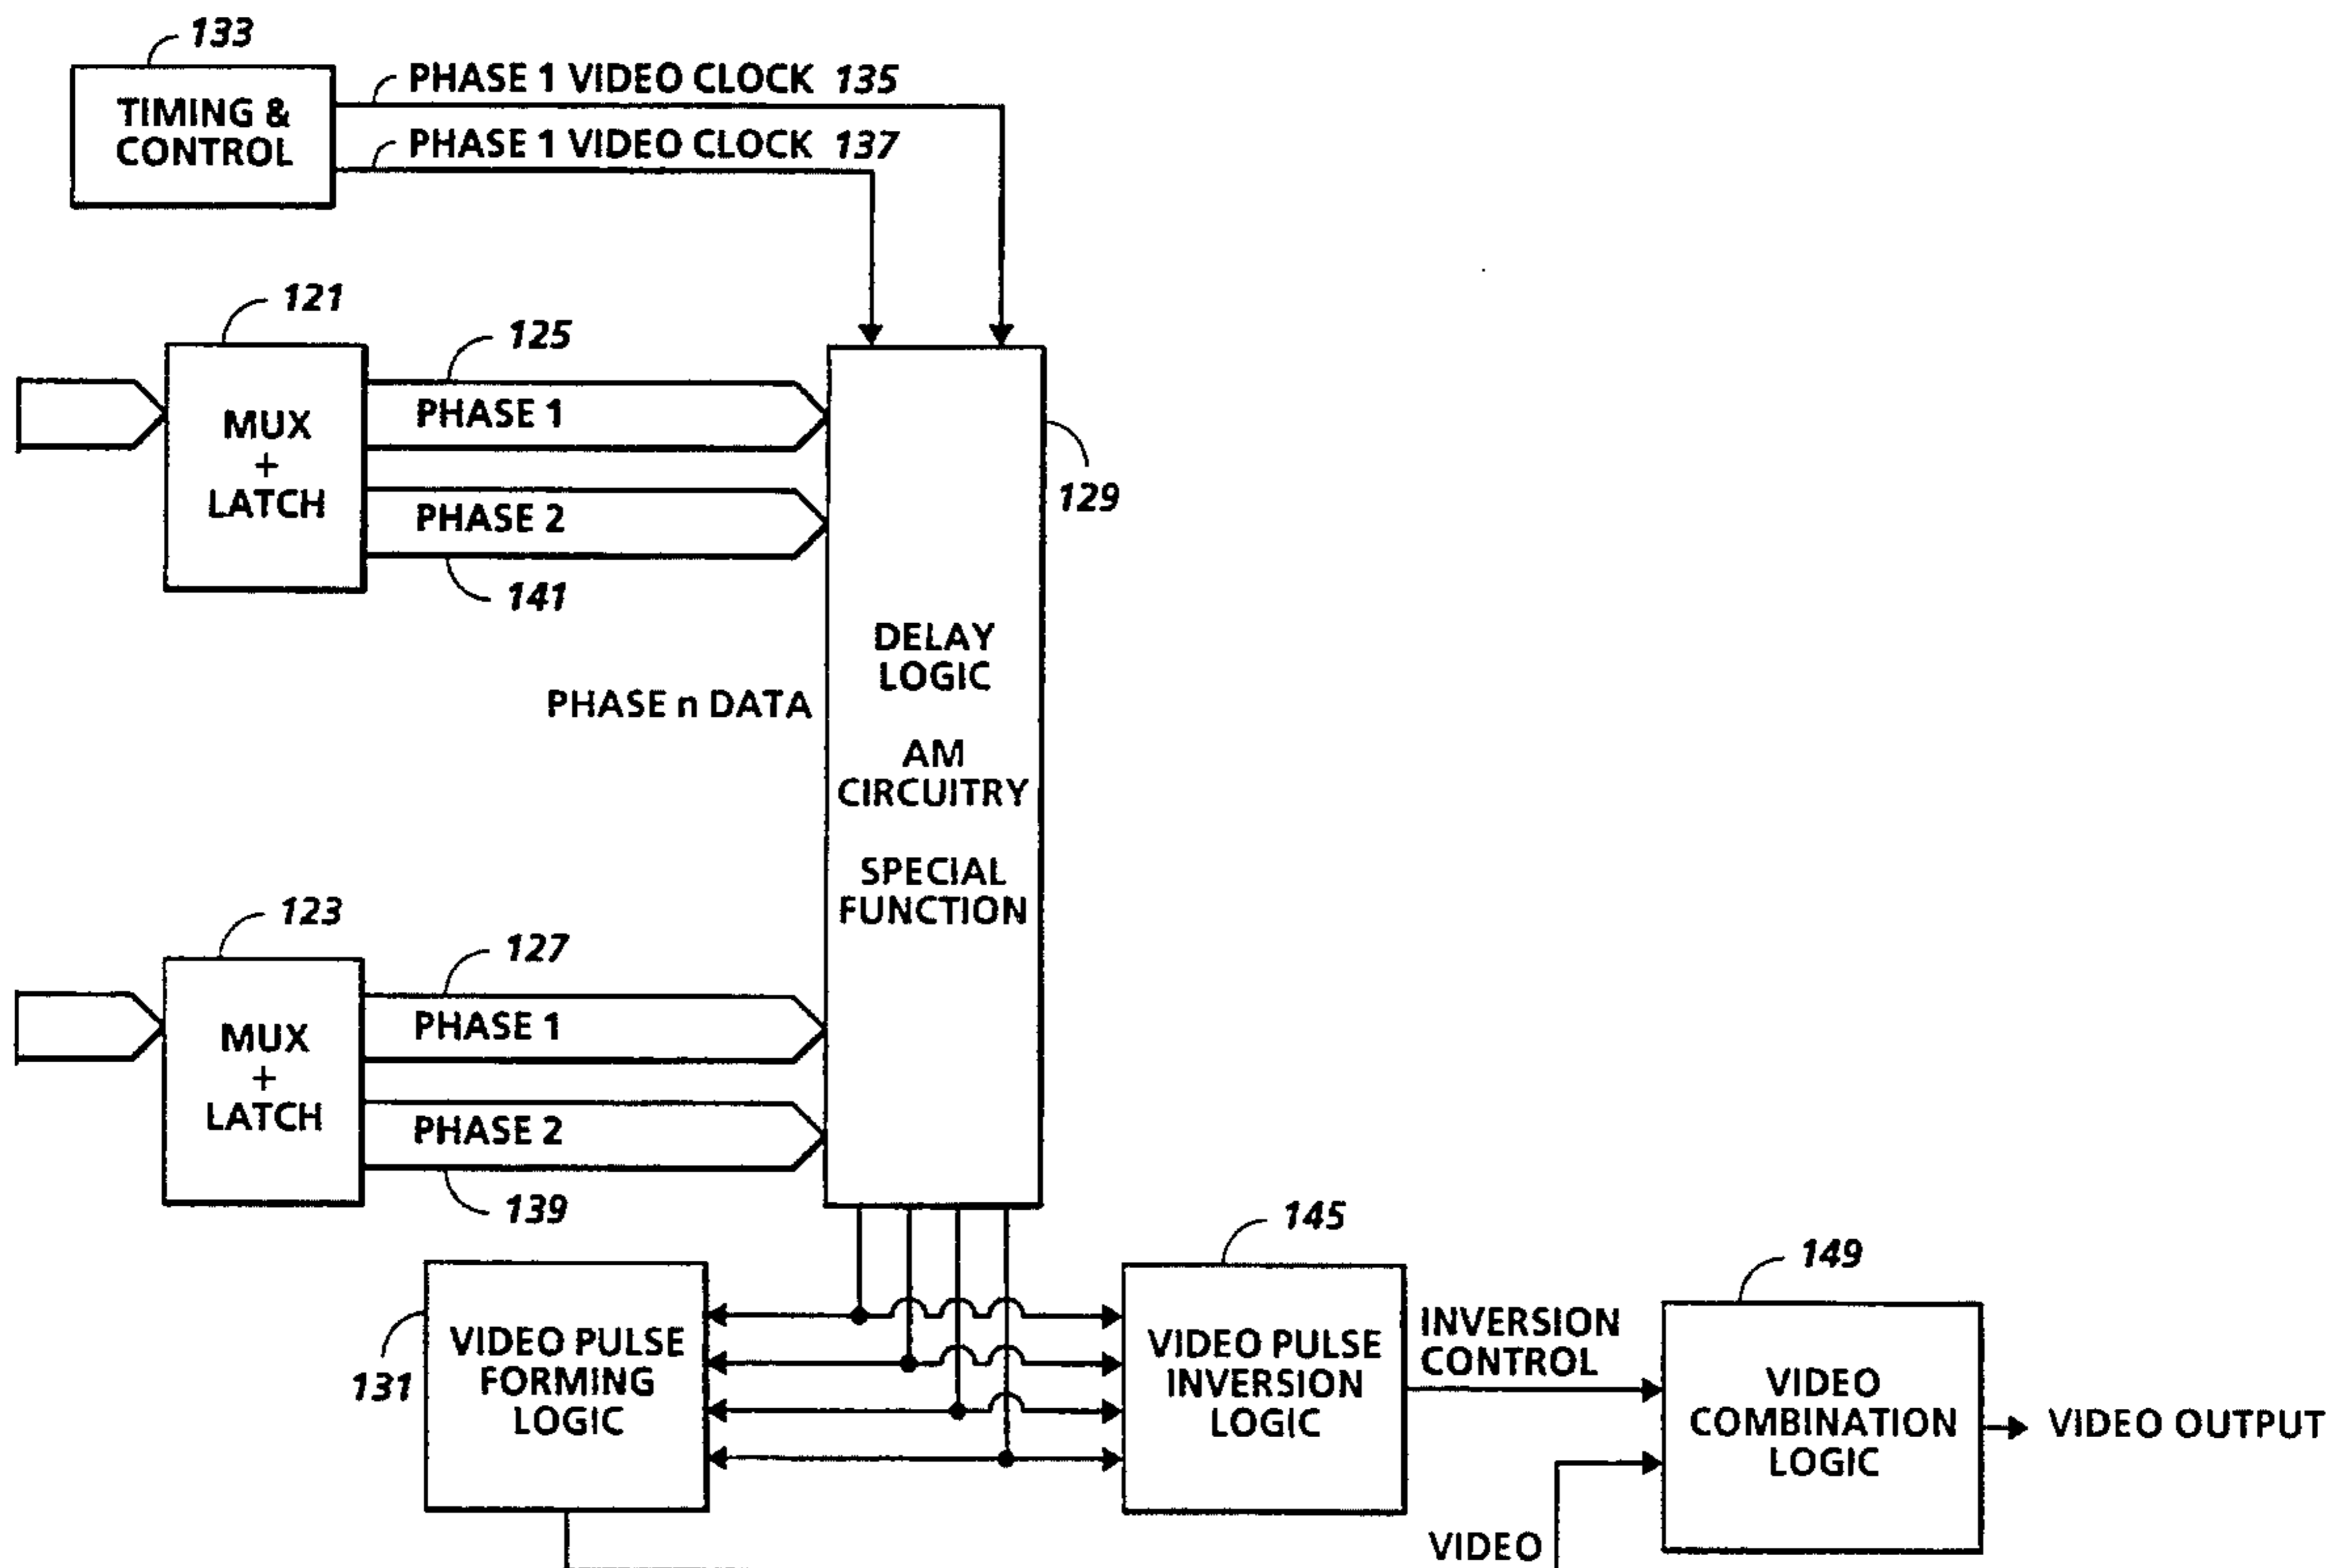 133
TIMING &
CONTROL
PHASE 1 VIDEO CLOCK 135
PHASE 1 VIDEO CLOCK 137
121
MUX
+
LATCH
125
PHASE 1
PHASE 2
141
129
DELAY
LOGIC
PHASE n DATA
AM
CIRCUITRY
SPECIAL
FUNCTION
123
MUX
+
LATCH
127
PHASE 1
PHASE 2
139
131
VIDEO PULSE
FORMING
LOGIC
145
VIDEO PULSE
INVERSION
LOGIC
INVERSION
CONTROL
149
VIDEO
COMBINATION
LOGIC
VIDEO OUTPUT
VIDEO